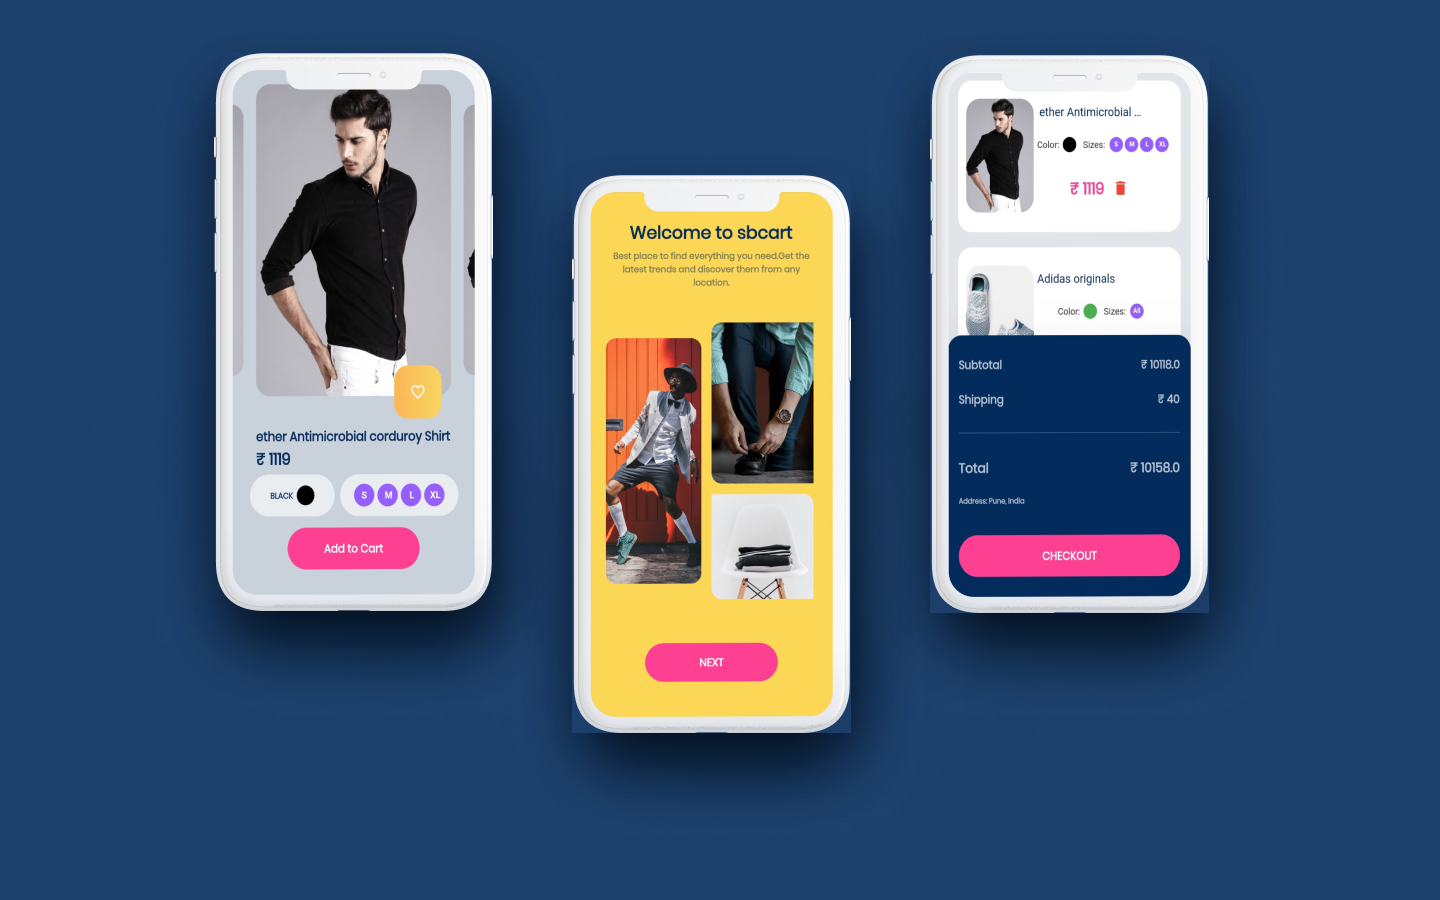 ether Antimicrobial corduroy Shirt
₹ 1119
BLACK
S M L XL
Add to Cart
Welcome to sbcart
Best place to find everything you need.Get the
latest trends and discover them from any
location.
NEXT
ether Antimicrobial ...
Color: Sizes: S M L XL
₹ 1119
Adidas originals
Color: Sizes: All
Subtotal ₹ 10118.0
Shipping ₹ 40
Total ₹ 10158.0
Address: Pune, India
CHECKOUT